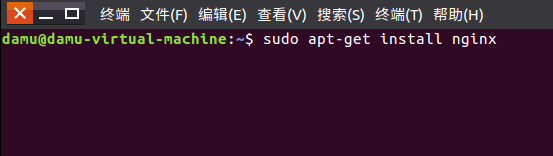 终端 文件(F) 编辑(E) 查看(V) 搜索(S) 终端(T) 帮助(H)
damu@damu-virtual-machine:~$ sudo apt-get install nginx